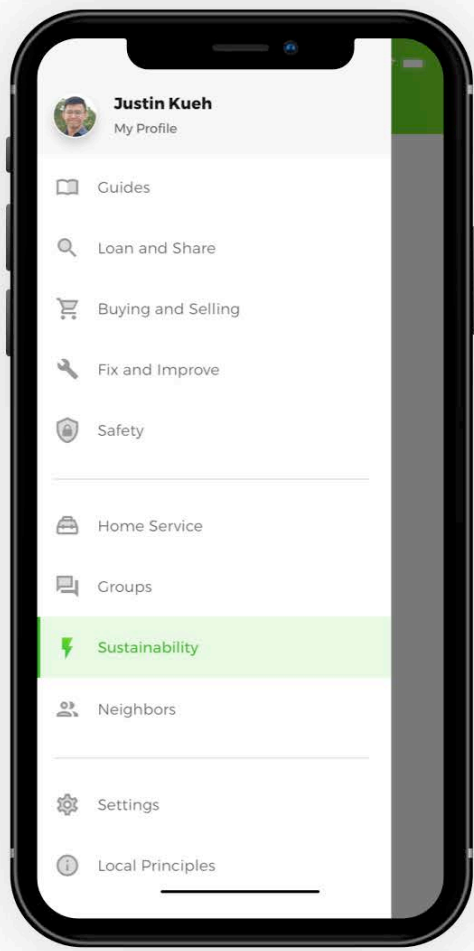 Justin Kueh
My Profile
Guides
Loan and Share
Buying and Selling
Fix and Improve
Safety
Home Service
Groups
Sustainability
Neighbors
Settings
Local Principles